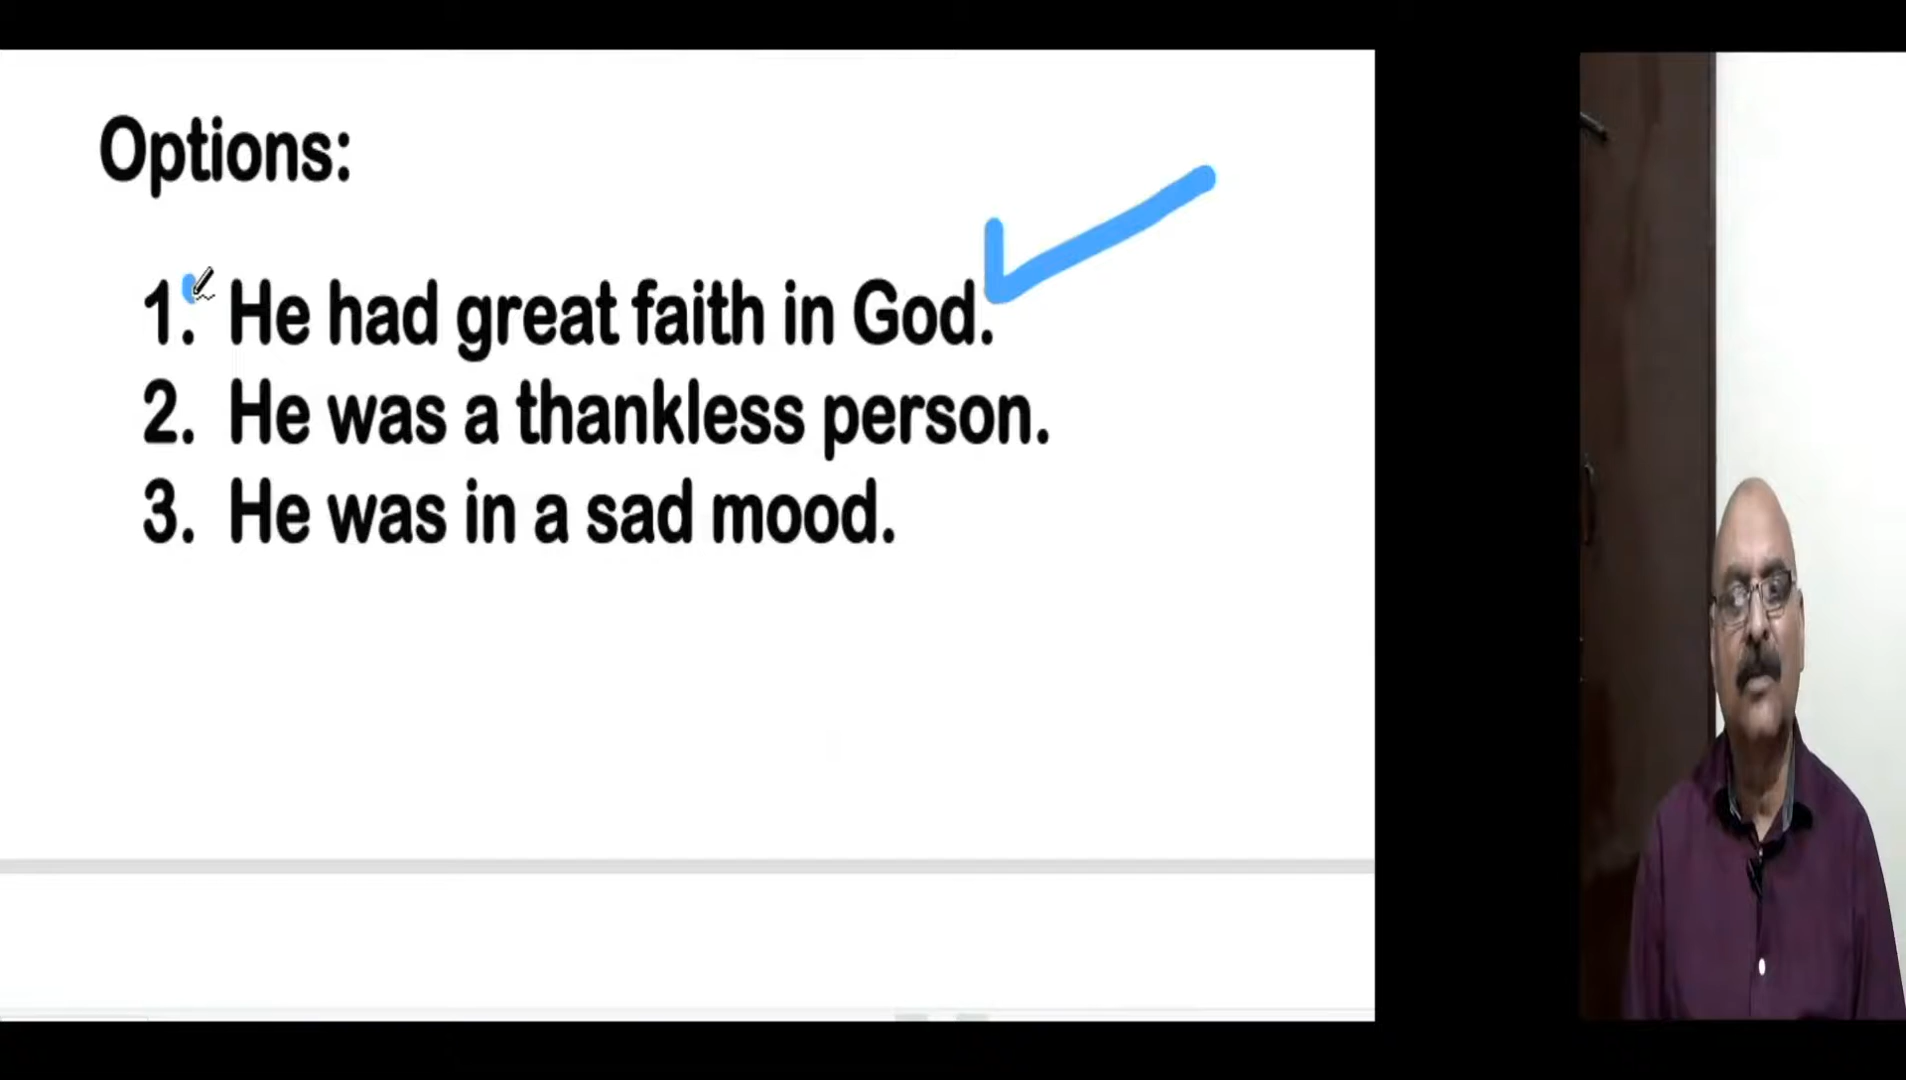 Options:
1. He had great faith in God.
2. He was a thankless person.
3. He was in a sad mood.